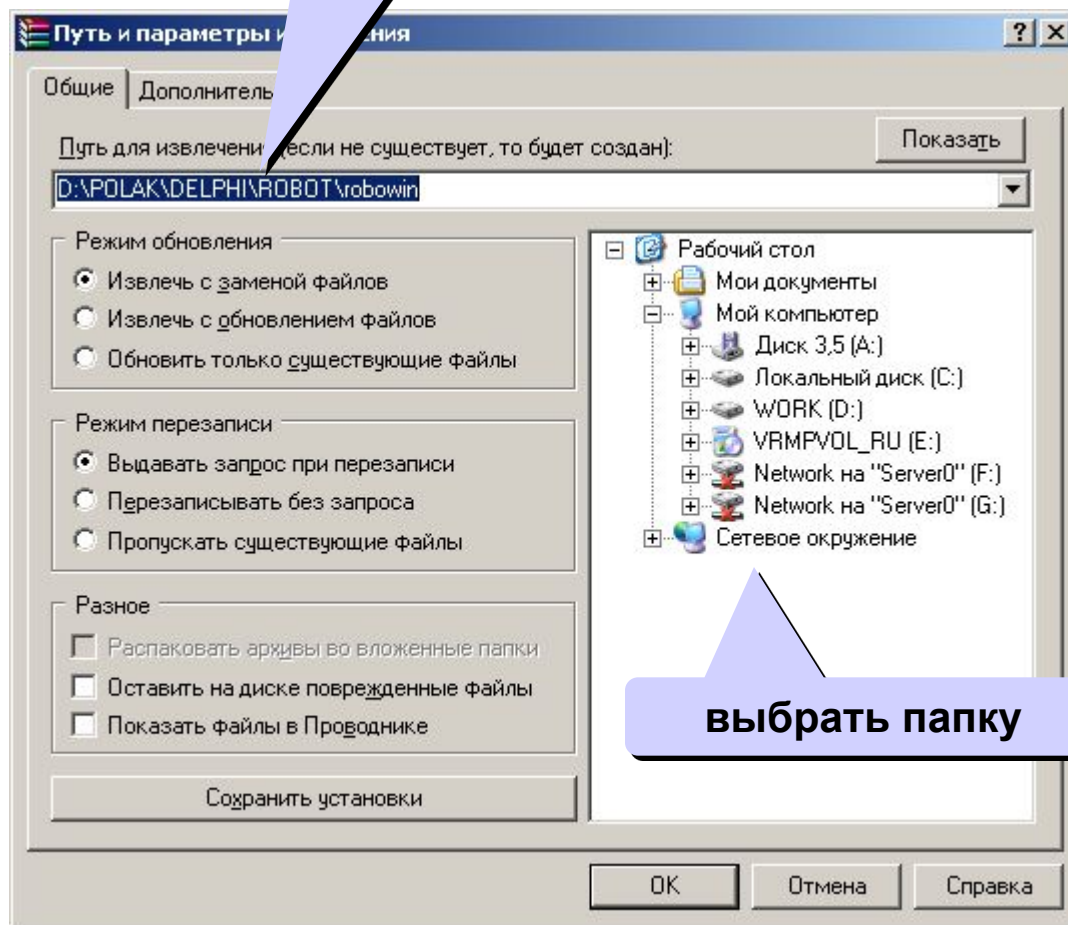 Путь и параметры
Общие
Показать
Путь для извлечени (если не существует, то будет создан):
D:\POLAK\DELPHI\ROBOT\robowin
Режим обновления
Извлечь с заменой файлов
Извлечь с обновлением файлов
Обновить только существующие файлы
Режим перезаписи
Выдавать запрос при перезаписи
Перезаписывать без запроса
Пропускать существующие файлы
Разное
Распаковать архивы во вложенные папки
Оставить на диске поврежденные файлы
Показать файлы в Проводнике
Сохранить установки
Рабочий стол
Мои документы
Мой компьютер
Диск 3,5 (A:)
Локальный диск (C:)
WORK (D:)
VRMPVOL_RU (E:)
Network на "Server0" (F:)
Network на "Server0" (G:)
Сетевое окружение
выбрать папку
OK
Отмена
Справка